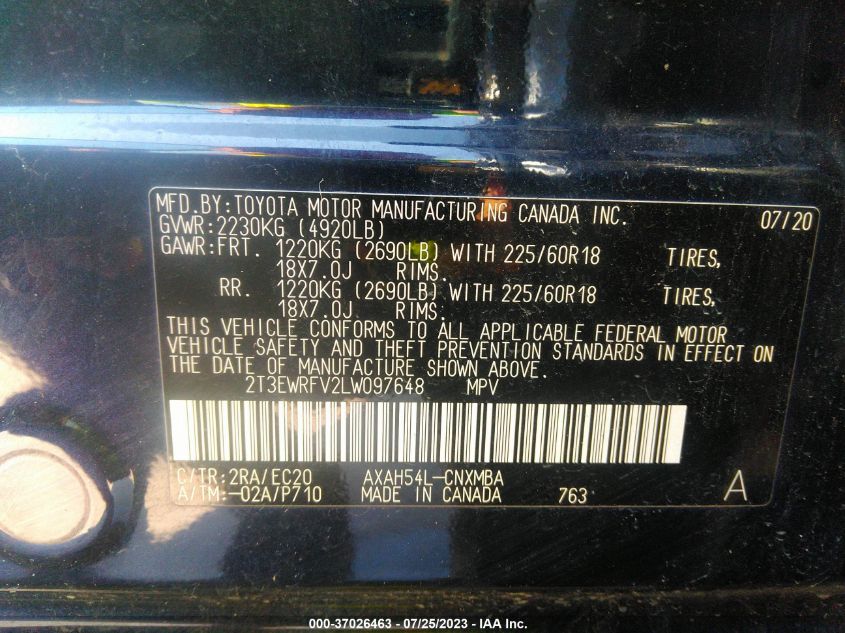 MFD.BY:TOYOTA MOTOR MANUFACTURING CANADA INC. 07/20
GVWR:2230KG (4920LB)
GAWR:FRT. 1220KG (2690LB) WITH 225/60R18 TIRES,
18X7.0J RIMS.
RR. 1220KG (2690LB) WITH 225/60R18 TIRES,
18X7.0J RIMS.
THIS VEHICLE CONFORMS TO ALL APPLICABLE FEDERAL MOTOR
VEHICLE SAFETY AND THEFT PREVENTION STANDARDS IN EFFECT ON
THE DATE OF MANUFACTURE SHOWN ABOVE.
2T3EWRFV2LW097648 MPV
C/TR:2RA/EC20 AXAH54L-CNXMBA
A/TM:-02A/P710 MADE IN CANADA 763 A
000-37026463 - 07/25/2023 - IAA Inc.